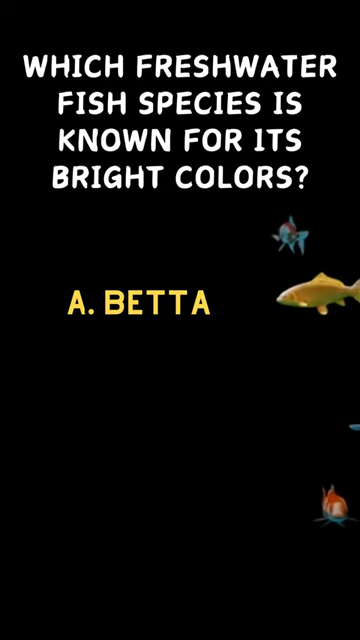 WHICH FRESHWATER
FISH SPECIES IS
KNOWN FOR ITS
BRIGHT COLORS?
A. BETTA